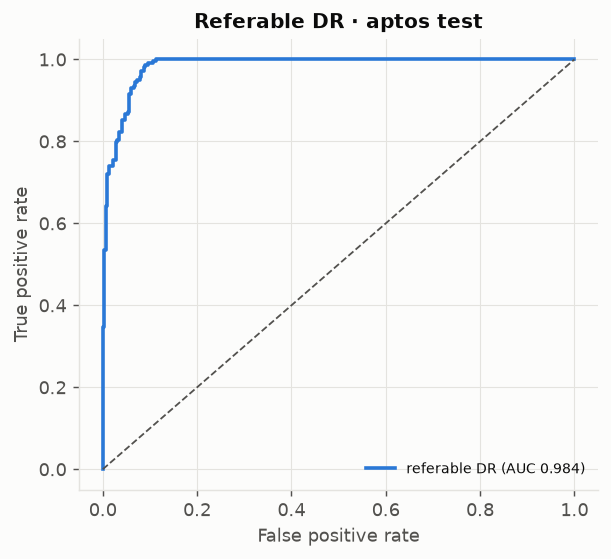 Referable DR · aptos test
True positive rate
1.0
0.8
0.6
0.4
0.2
0.0
referable DR (AUC 0.984)
0.0 0.2 0.4 0.6 0.8 1.0
False positive rate